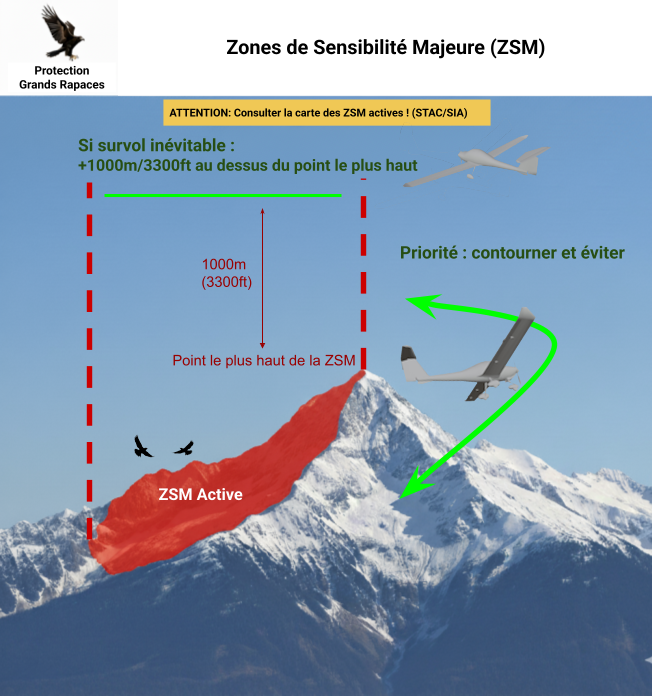 Zones de Sensibilité Majeure (ZSM)
Protection
Grands Rapaces
ATTENTION: Consulter la carte des ZSM actives ! (STAC/SIA)
Si survol inévitable :
+1000m/3300ft au dessus du point le plus haut
Priorité : contourner et éviter
1000m
(3300ft)
Point le plus haut de la ZSM
ZSM Active